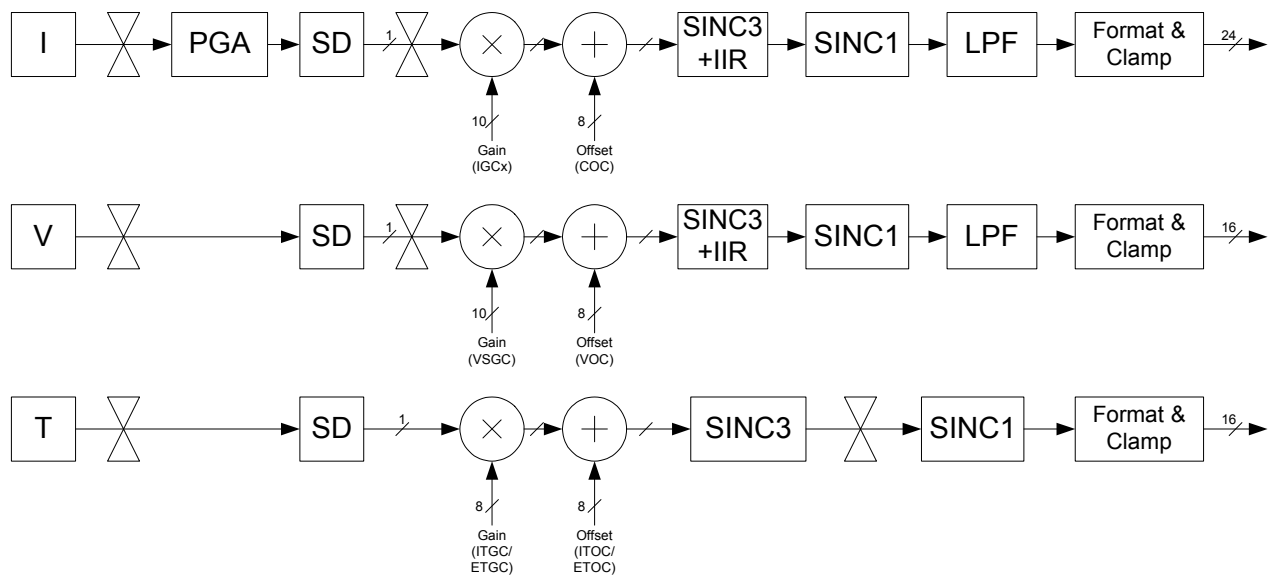 I
PGA
SD
1
SINC3
+IIR
SINC1
LPF
Format &
Clamp
24
10
Gain
(IGCx)
8
Offset
(COC)
V
SD
1
SINC3
+IIR
SINC1
LPF
Format &
Clamp
16
10
Gain
(VSGC)
8
Offset
(VOC)
T
SD
1
SINC3
SINC1
Format &
Clamp
16
8
Gain
(ITGC/
ETGC)
8
Offset
(ITOC/
ETOC)